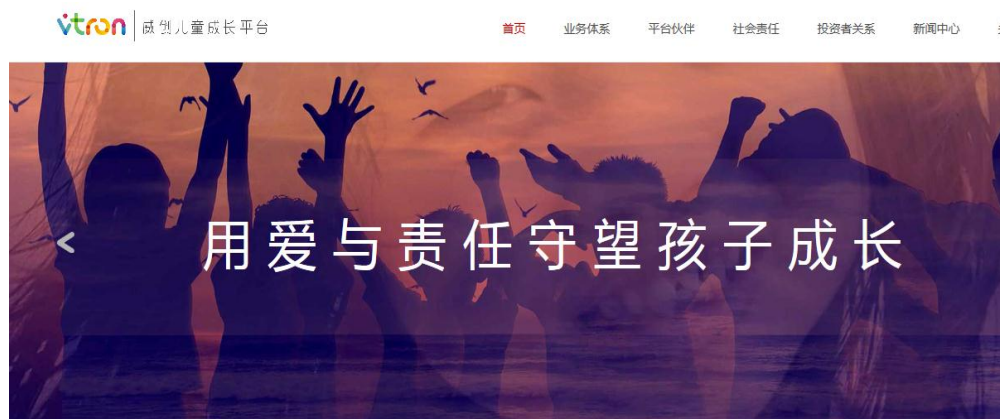 vtron 威创儿童成长平台
首页 业务体系 平台伙伴 社会责任 投资者关系 新闻中心
用爱与责任守望孩子成长